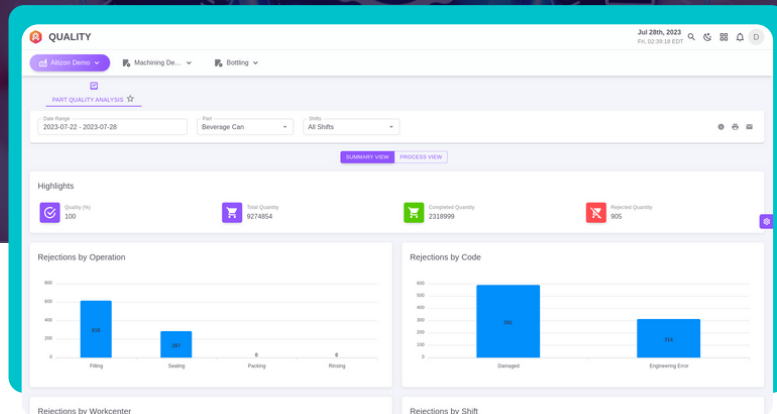 QUALITY
Jul 28th, 2023
Fri, 02:39:18 EDT
D
Allizon Demo
Machining De...
Bottling
PART QUALITY ANALYSIS
Date Range
2023-07-22 - 2023-07-28
Part
Beverage Can
Shifts
All Shifts
SUMMARY VIEW
PROCESS VIEW
Highlights
Quality (%)
100
Total Quantity
9274854
Completed Quantity
2318999
Rejected Quantity
905
Rejections by Operation
800
600
400
200
0
0
0
Filling
Sealing
Packing
Rinsing
Rejections by Code
600
500
400
300
200
100
0
314
Damaged
Engineering Error
Rejections by Workcenter
Rejections by Shift